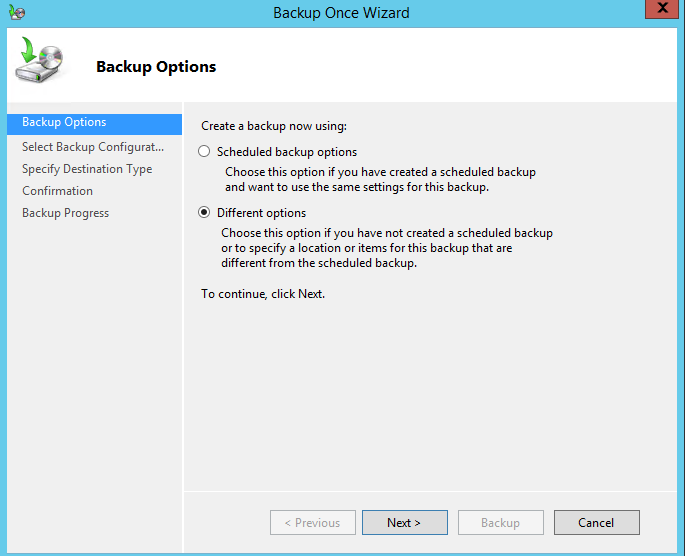 Backup Once Wizard
X
Backup Options
Backup Options
Select Backup Configurat...
Specify Destination Type
Confirmation
Backup Progress
Create a backup now using:
Scheduled backup options
Choose this option if you have created a scheduled backup
and want to use the same settings for this backup.
Different options
Choose this option if you have not created a scheduled backup
or to specify a location or items for this backup that are
different from the scheduled backup.
To continue, click Next.
< Previous
Next >
Backup
Cancel